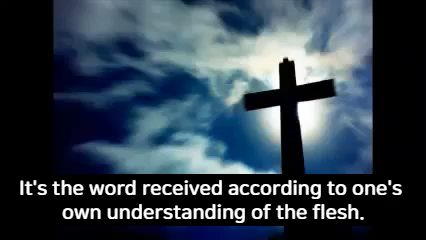 It's the word received according to one's
own understanding of the flesh.